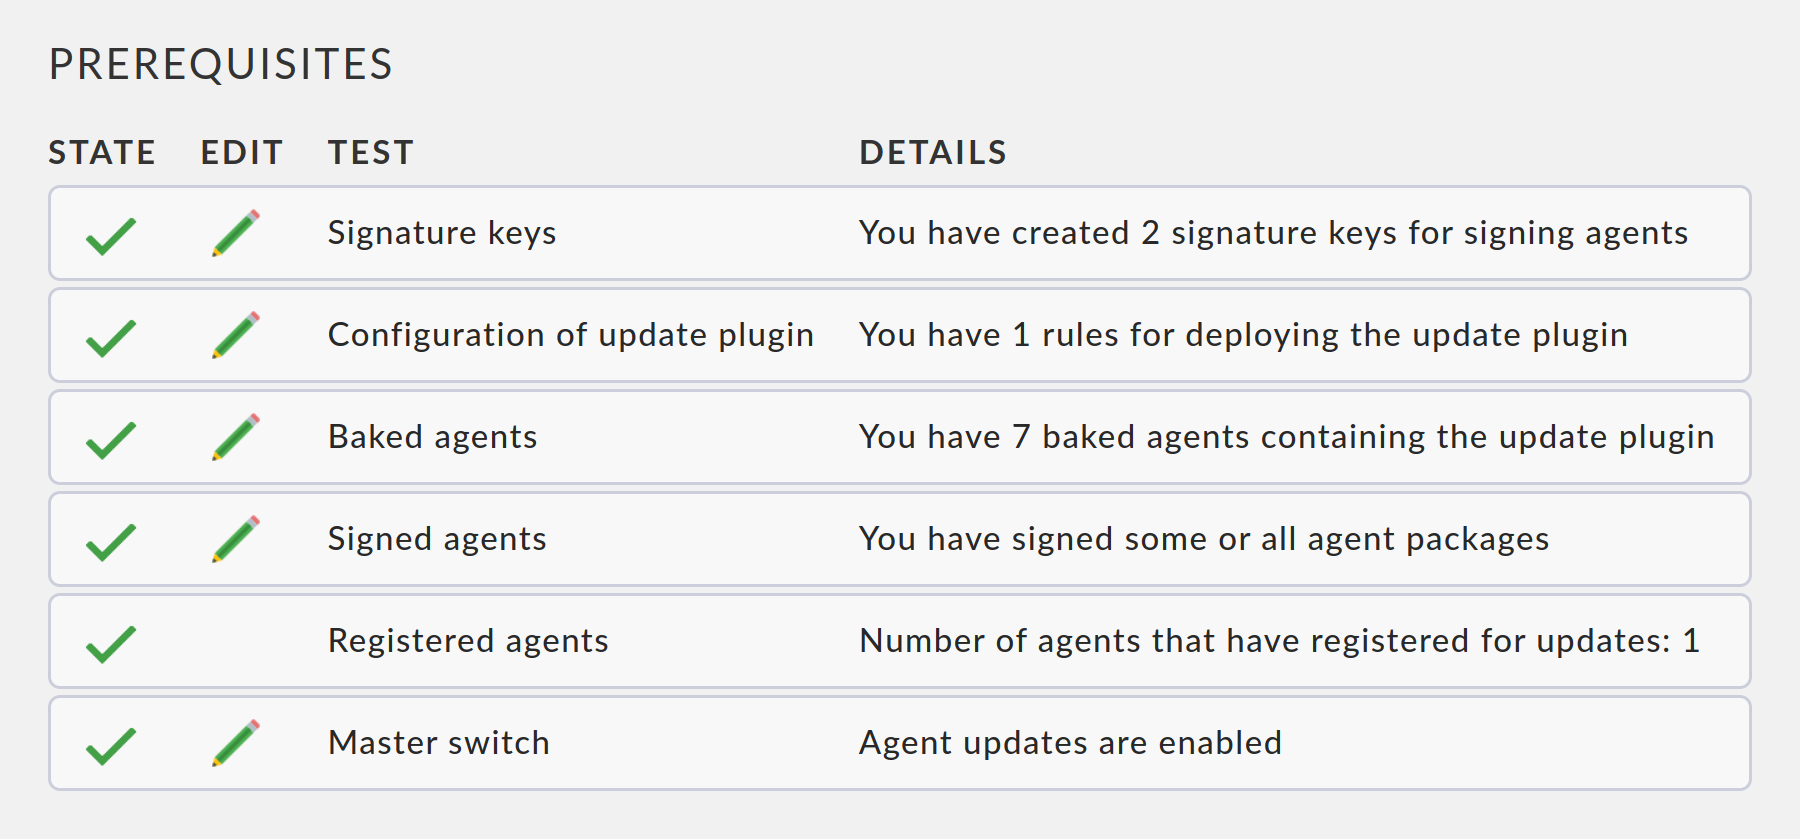 PREREQUISITES
STATE EDIT TEST DETAILS
Signature keys You have created 2 signature keys for signing agents
Configuration of update plugin You have 1 rules for deploying the update plugin
Baked agents You have 7 baked agents containing the update plugin
Signed agents You have signed some or all agent packages
Registered agents Number of agents that have registered for updates: 1
Master switch Agent updates are enabled